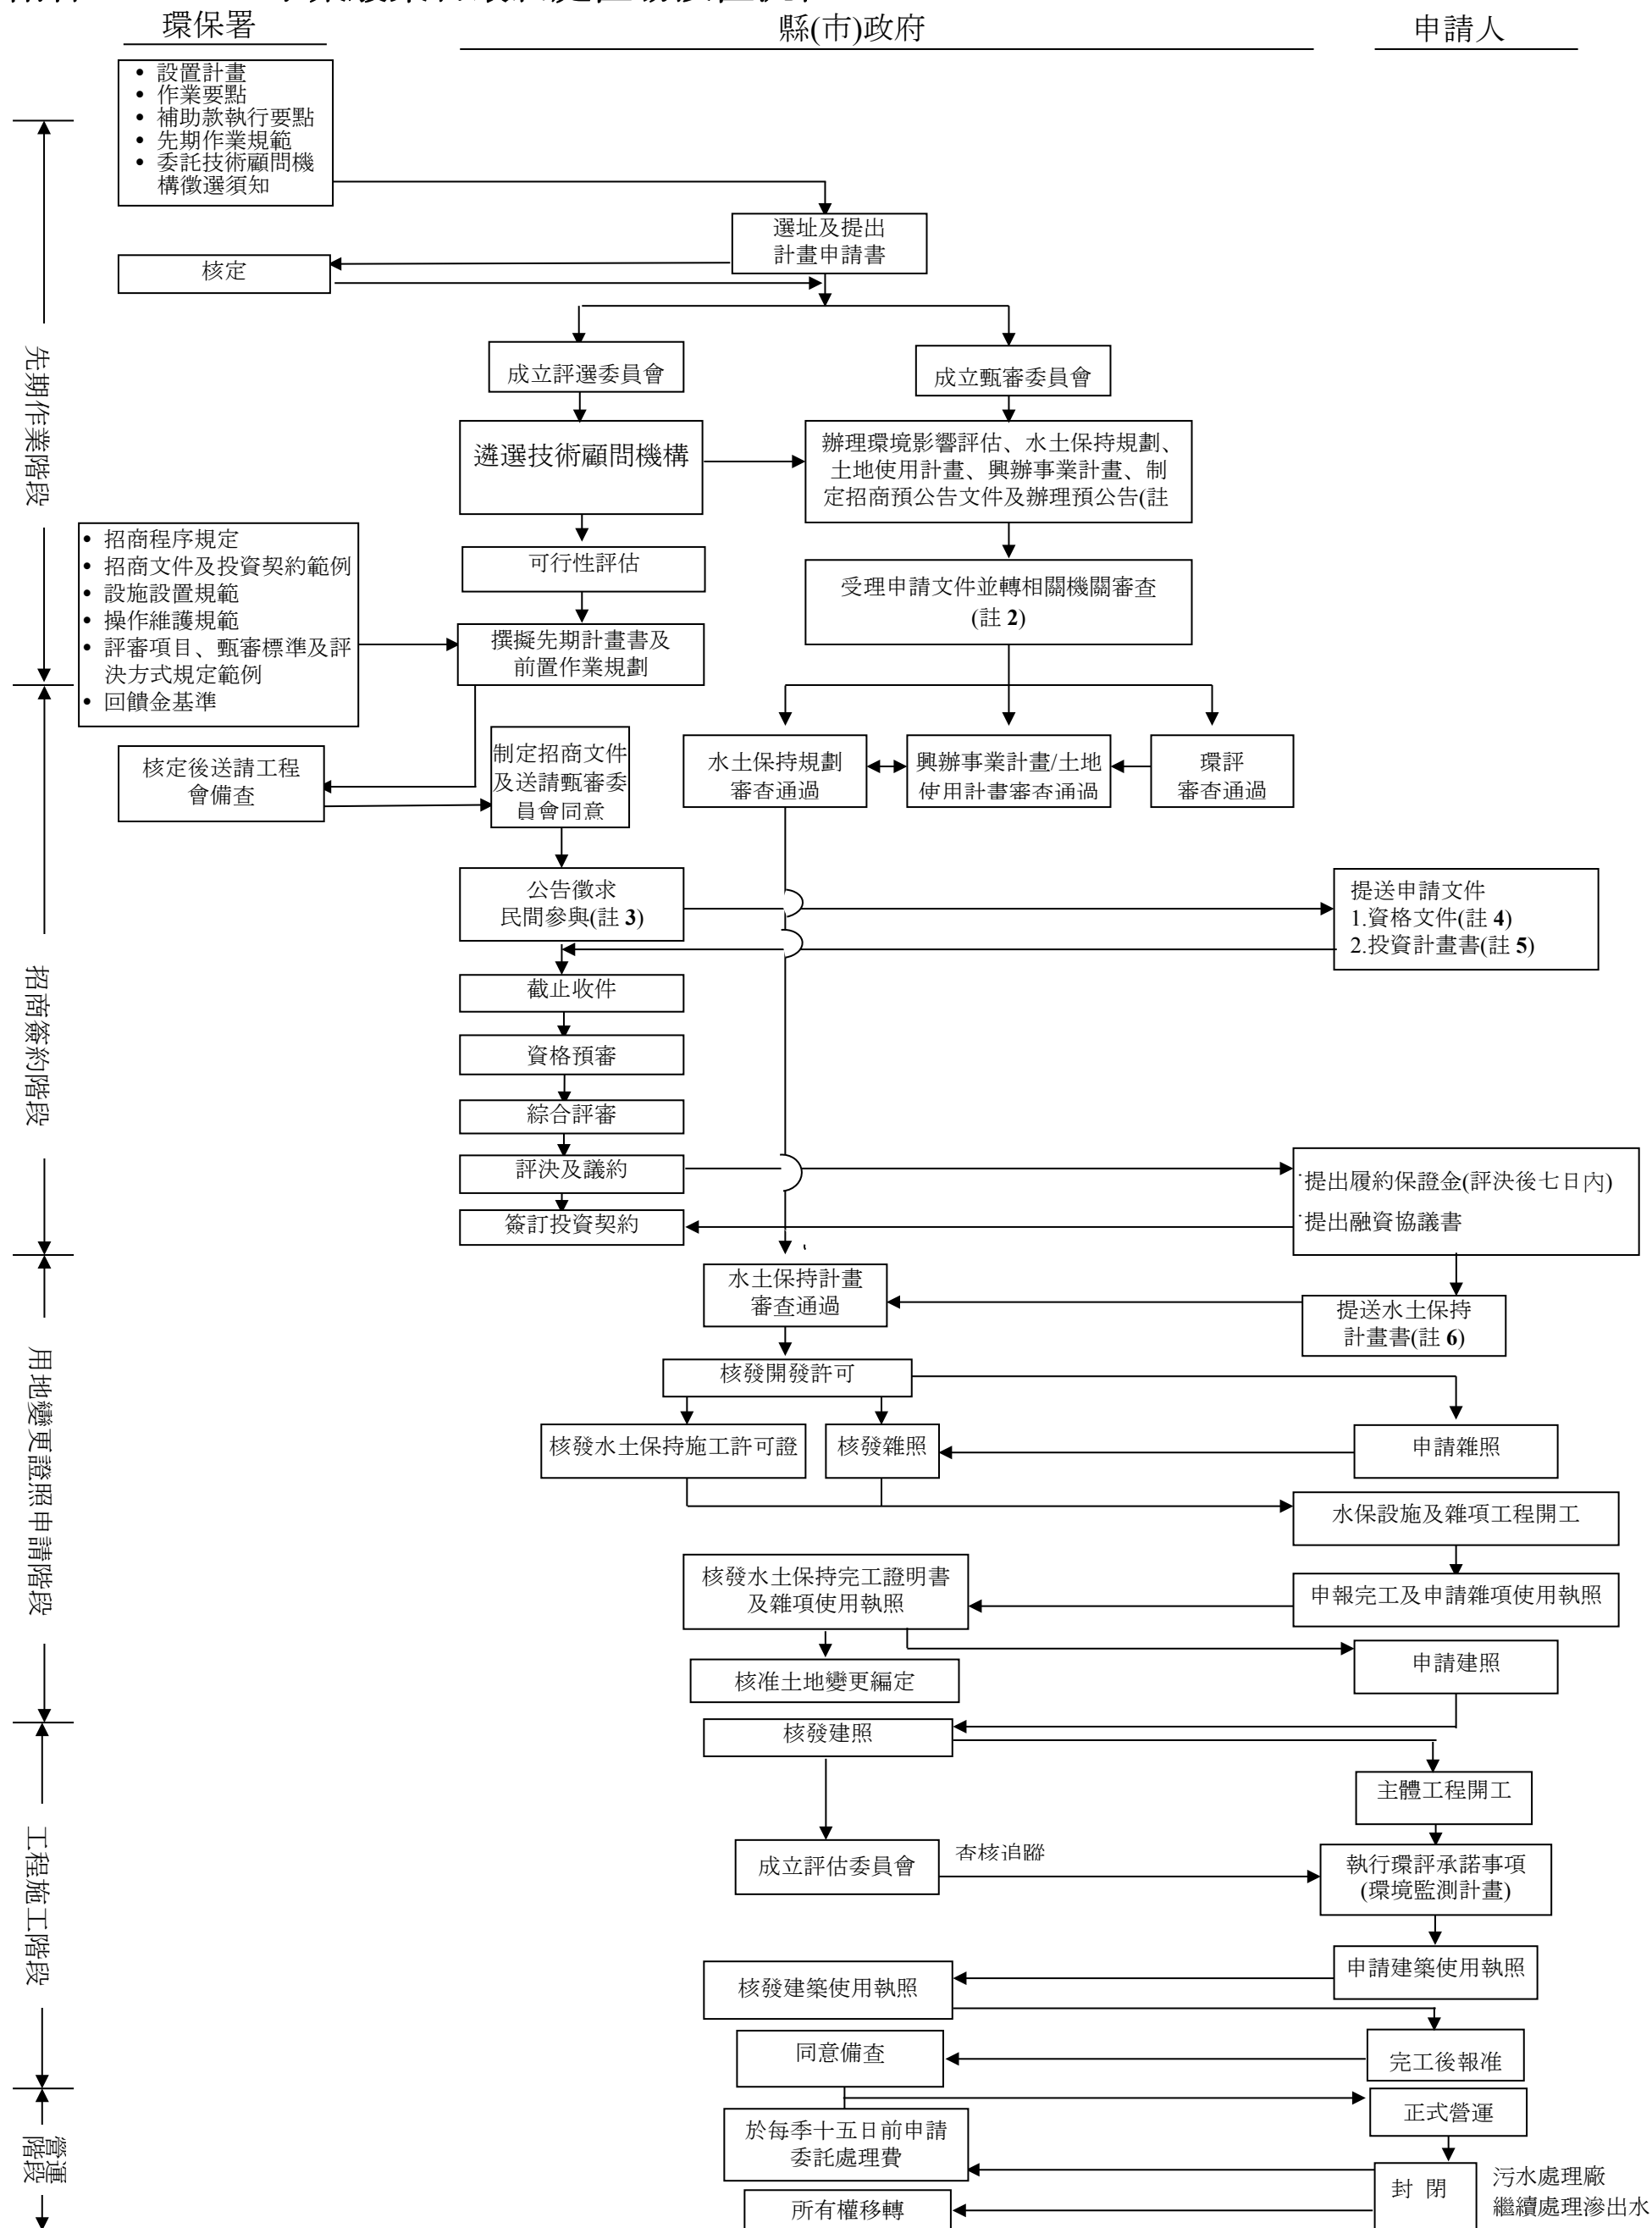 環保署
縣(市)政府
申請人
• 設置計畫
• 作業要點
• 補助款執行要點
• 先期作業規範
• 委託技術顧問機
構徵選須知
選址及提出
計畫申請書
核定
先期作業階段
成立評選委員會
成立甄審委員會
遴選技術顧問機構
辦理環境影響評估、水土保持規劃、
土地使用計畫、興辦事業計畫、制
定招商預公告文件及辦理預公告(註
可行性評估
受理申請文件並轉相關機關審查
(註 2)
• 招商程序規定
• 招商文件及投資契約範例
• 設施設置規範
• 操作維護規範
• 評審項目、甄審標準及評
決方式規定範例
• 回饋金基準
撰擬先期計畫書及
前置作業規劃
招商簽約階段
核定後送請工程
會備查
制定招商文件
及送請甄審委
員會同意
水土保持規劃
審查通過
興辦事業計畫/土地
使用計畫審查通過
環評
審查通過
公告徵求
民間參與(註 3)
提送申請文件
1.資格文件(註 4)
2.投資計畫書(註 5)
截止收件
資格預審
綜合評審
評決及議約
˙提出履約保證金(評決後七日內)
˙提出融資協議書
簽訂投資契約
用地變更證照申請階段
水土保持計畫
審查通過
提送水土保持
計畫書(註 6)
核發開發許可
核發水土保持施工許可證
核發雜照
申請雜照
水保設施及雜項工程開工
核發水土保持完工證明書
及雜項使用執照
申報完工及申請雜項使用執照
申請建照
核准土地變更編定
工程施工階段
核發建照
主體工程開工
成立評估委員會
查核追蹤
執行環評承諾事項
(環境監測計畫)
申請建築使用執照
核發建築使用執照
同意備查
完工後報准
營運
階段
正式營運
於每季十五日前申請
委託處理費
封 閉
污水處理廠
繼續處理滲出水
所有權移轉